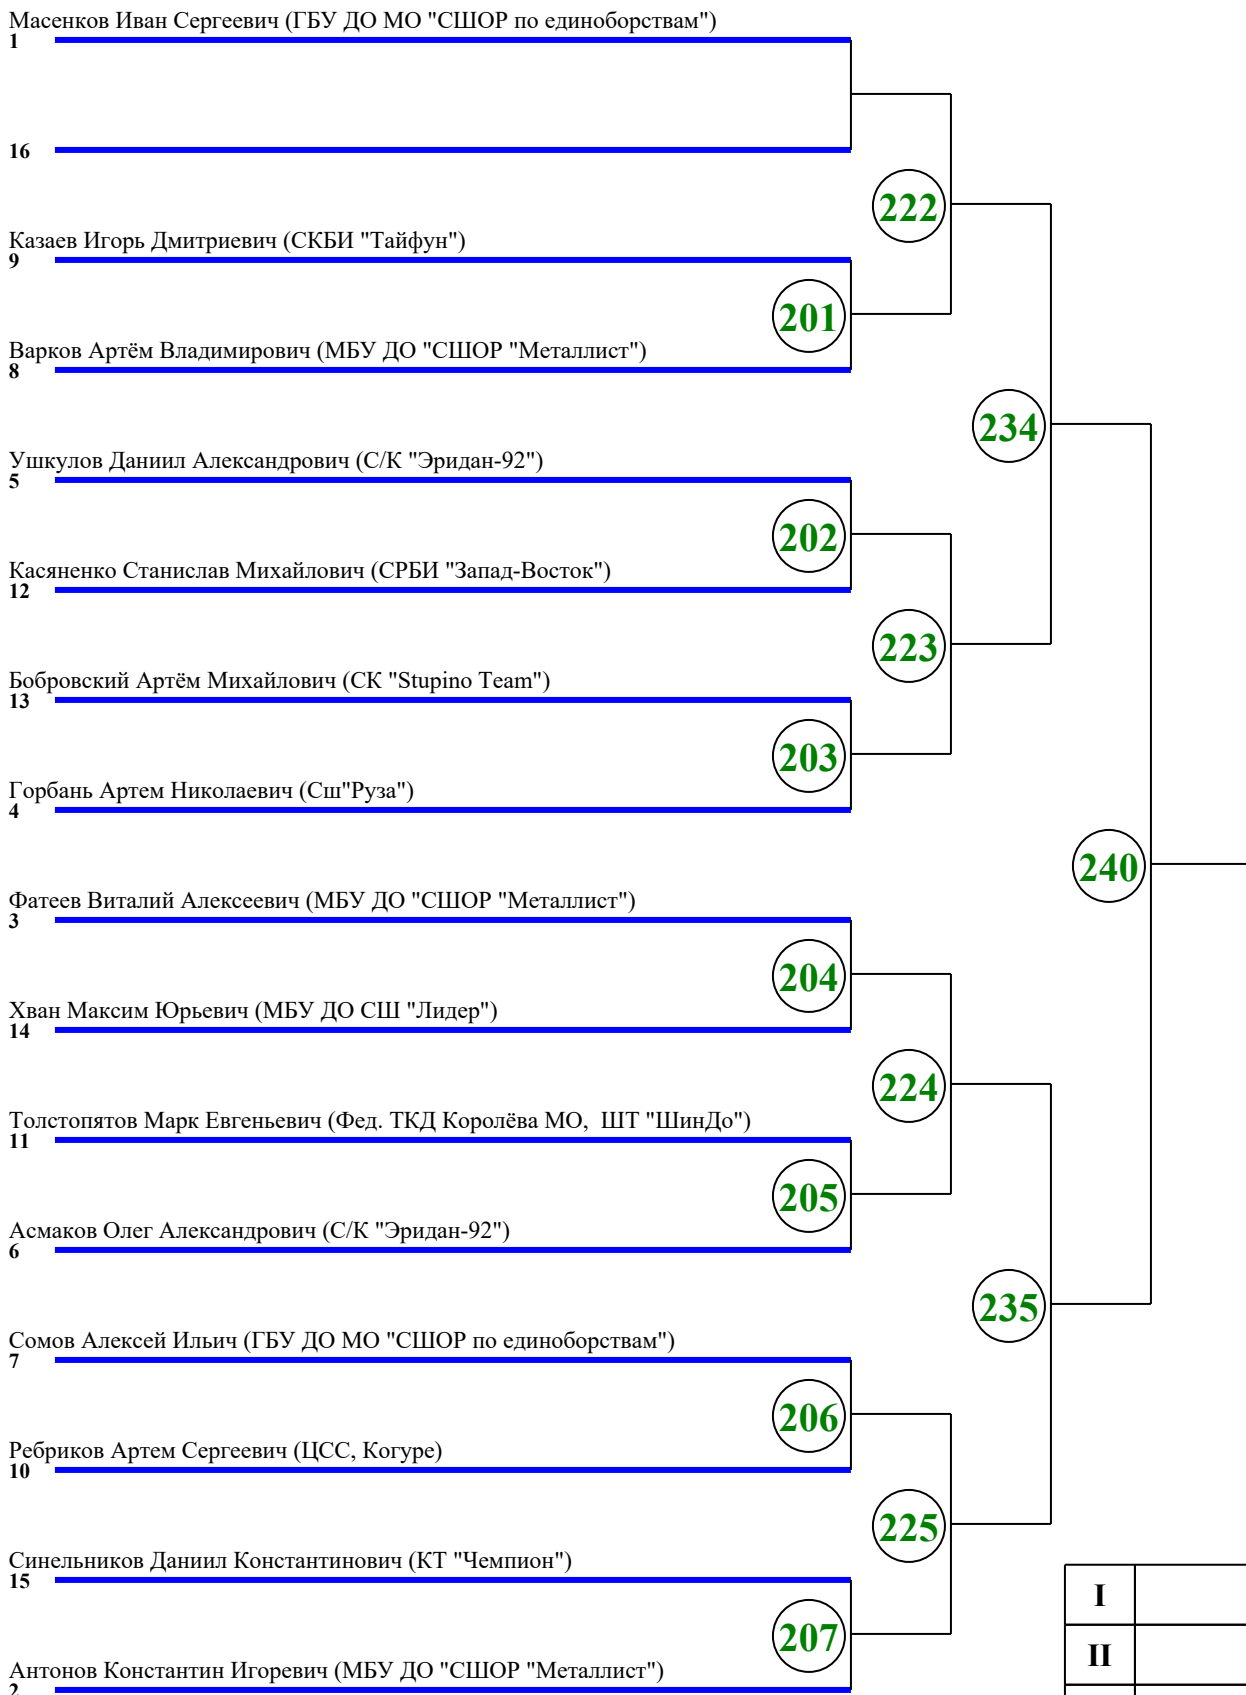 Масенков Иван Сергеевич (ГБУ ДО МО "СШОР по единоборствам")
1
16
222
Казаев Игорь Дмитриевич (СКБИ "Тайфун")
9
201
Варков Артём Владимирович (МБУ ДО "СШОР "Металлист")
8
234
Ушкулов Даниил Александрович (С/К "Эридан-92")
5
202
Касяненко Станислав Михайлович (СРБИ "Запад-Восток")
12
223
Бобровский Артём Михайлович (СК "Stupino Team")
13
203
Горбань Артем Николаевич (Сш"Руза")
4
240
Фатеев Виталий Алексеевич (МБУ ДО "СШОР "Металлист")
3
204
Хван Максим Юрьевич (МБУ ДО СШ "Лидер")
14
224
Толстопятов Марк Евгеньевич (Фед. ТКД Королёва МО,  ШТ "ШинДо")
11
205
Асмаков Олег Александрович (С/К "Эридан-92")
6
235
Сомов Алексей Ильич (ГБУ ДО МО "СШОР по единоборствам")
7
206
Ребриков Артем Сергеевич (ЦСС, Когуре)
10
225
Синельников Даниил Константинович (КТ "Чемпион")
15
I
207
II
Антонов Константин Игоревич (МБУ ДО "СШОР "Металлист")
2